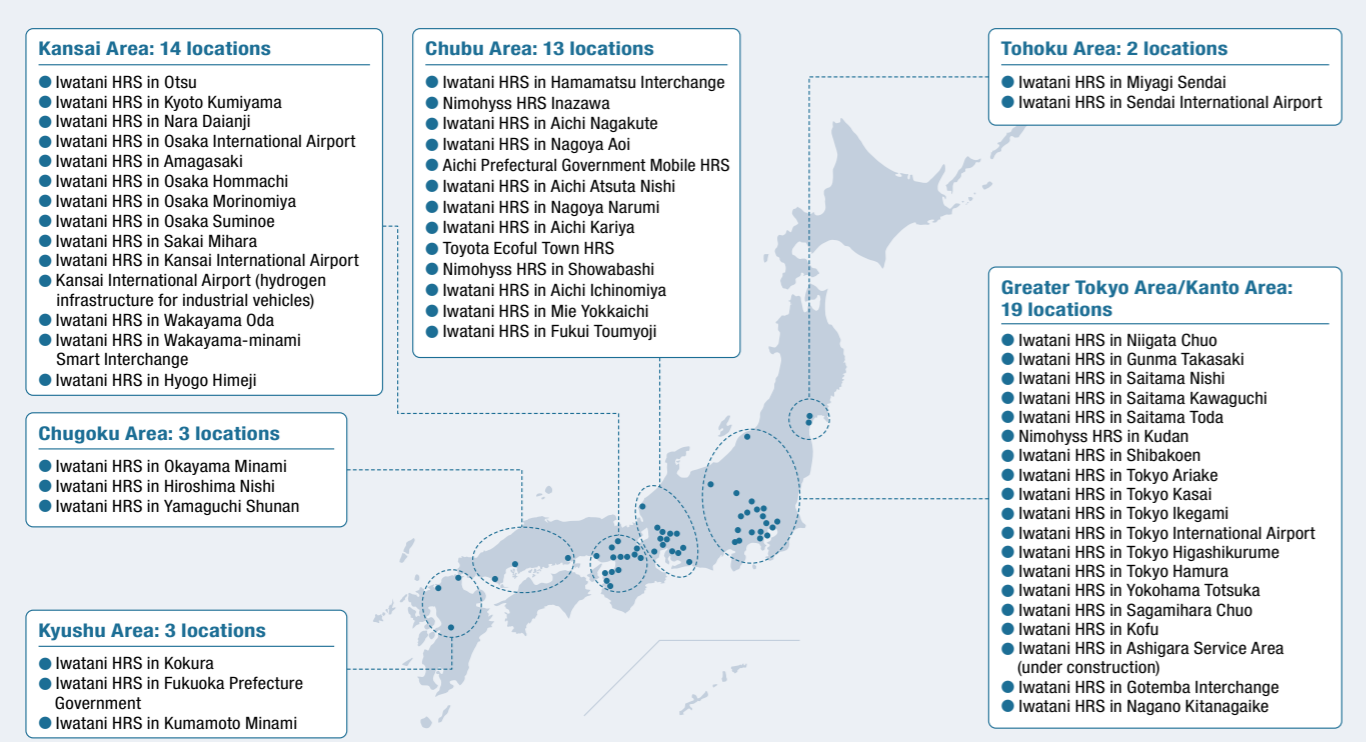 Kansai Area: 14 locations
Iwatani HRS in Otsu
Iwatani HRS in Kyoto Kumiyama
Iwatani HRS in Nara Daianji
Iwatani HRS in Osaka International Airport
Iwatani HRS in Amagasaki
Iwatani HRS in Osaka Hommachi
Iwatani HRS in Osaka Morinomiya
Iwatani HRS in Osaka Suminoe
Iwatani HRS in Sakai Mihara
Iwatani HRS in Kansai International Airport
Kansai International Airport (hydrogen
infrastructure for industrial vehicles)
Iwatani HRS in Wakayama Oda
Iwatani HRS in Wakayama-minami
Smart Interchange
Iwatani HRS in Hyogo Himeji
Chubu Area: 13 locations
Iwatani HRS in Hamamatsu Interchange
Nimohyss HRS Inazawa
Iwatani HRS in Aichi Nagakute
Iwatani HRS in Nagoya Aoi
Aichi Prefectural Government Mobile HRS
Iwatani HRS in Aichi Atsuta Nishi
Iwatani HRS in Nagoya Narumi
Iwatani HRS in Aichi Kariya
Toyota Ecoful Town HRS
Nimohyss HRS in Showabashi
Iwatani HRS in Aichi Ichinomiya
Iwatani HRS in Mie Yokkaichi
Iwatani HRS in Fukui Toumyoji
Tohoku Area: 2 locations
Iwatani HRS in Miyagi Sendai
Iwatani HRS in Sendai International Airport
Greater Tokyo Area/Kanto Area:
19 locations
Iwatani HRS in Niigata Chuo
Iwatani HRS in Gunma Takasaki
Iwatani HRS in Saitama Nishi
Iwatani HRS in Saitama Kawaguchi
Iwatani HRS in Saitama Toda
Nimohyss HRS in Kudan
Iwatani HRS in Shibakoen
Iwatani HRS in Tokyo Ariake
Iwatani HRS in Tokyo Kasai
Iwatani HRS in Tokyo Ikegami
Iwatani HRS in Tokyo International Airport
Iwatani HRS in Tokyo Higashikurume
Iwatani HRS in Tokyo Hamura
Iwatani HRS in Yokohama Totsuka
Iwatani HRS in Sagamihara Chuo
Iwatani HRS in Kofu
Iwatani HRS in Ashigara Service Area
(under construction)
Iwatani HRS in Gotemba Interchange
Iwatani HRS in Nagano Kitanagaike
Chugoku Area: 3 locations
Iwatani HRS in Okayama Minami
Iwatani HRS in Hiroshima Nishi
Iwatani HRS in Yamaguchi Shunan
Kyushu Area: 3 locations
Iwatani HRS in Kokura
Iwatani HRS in Fukuoka Prefecture
Government
Iwatani HRS in Kumamoto Minami